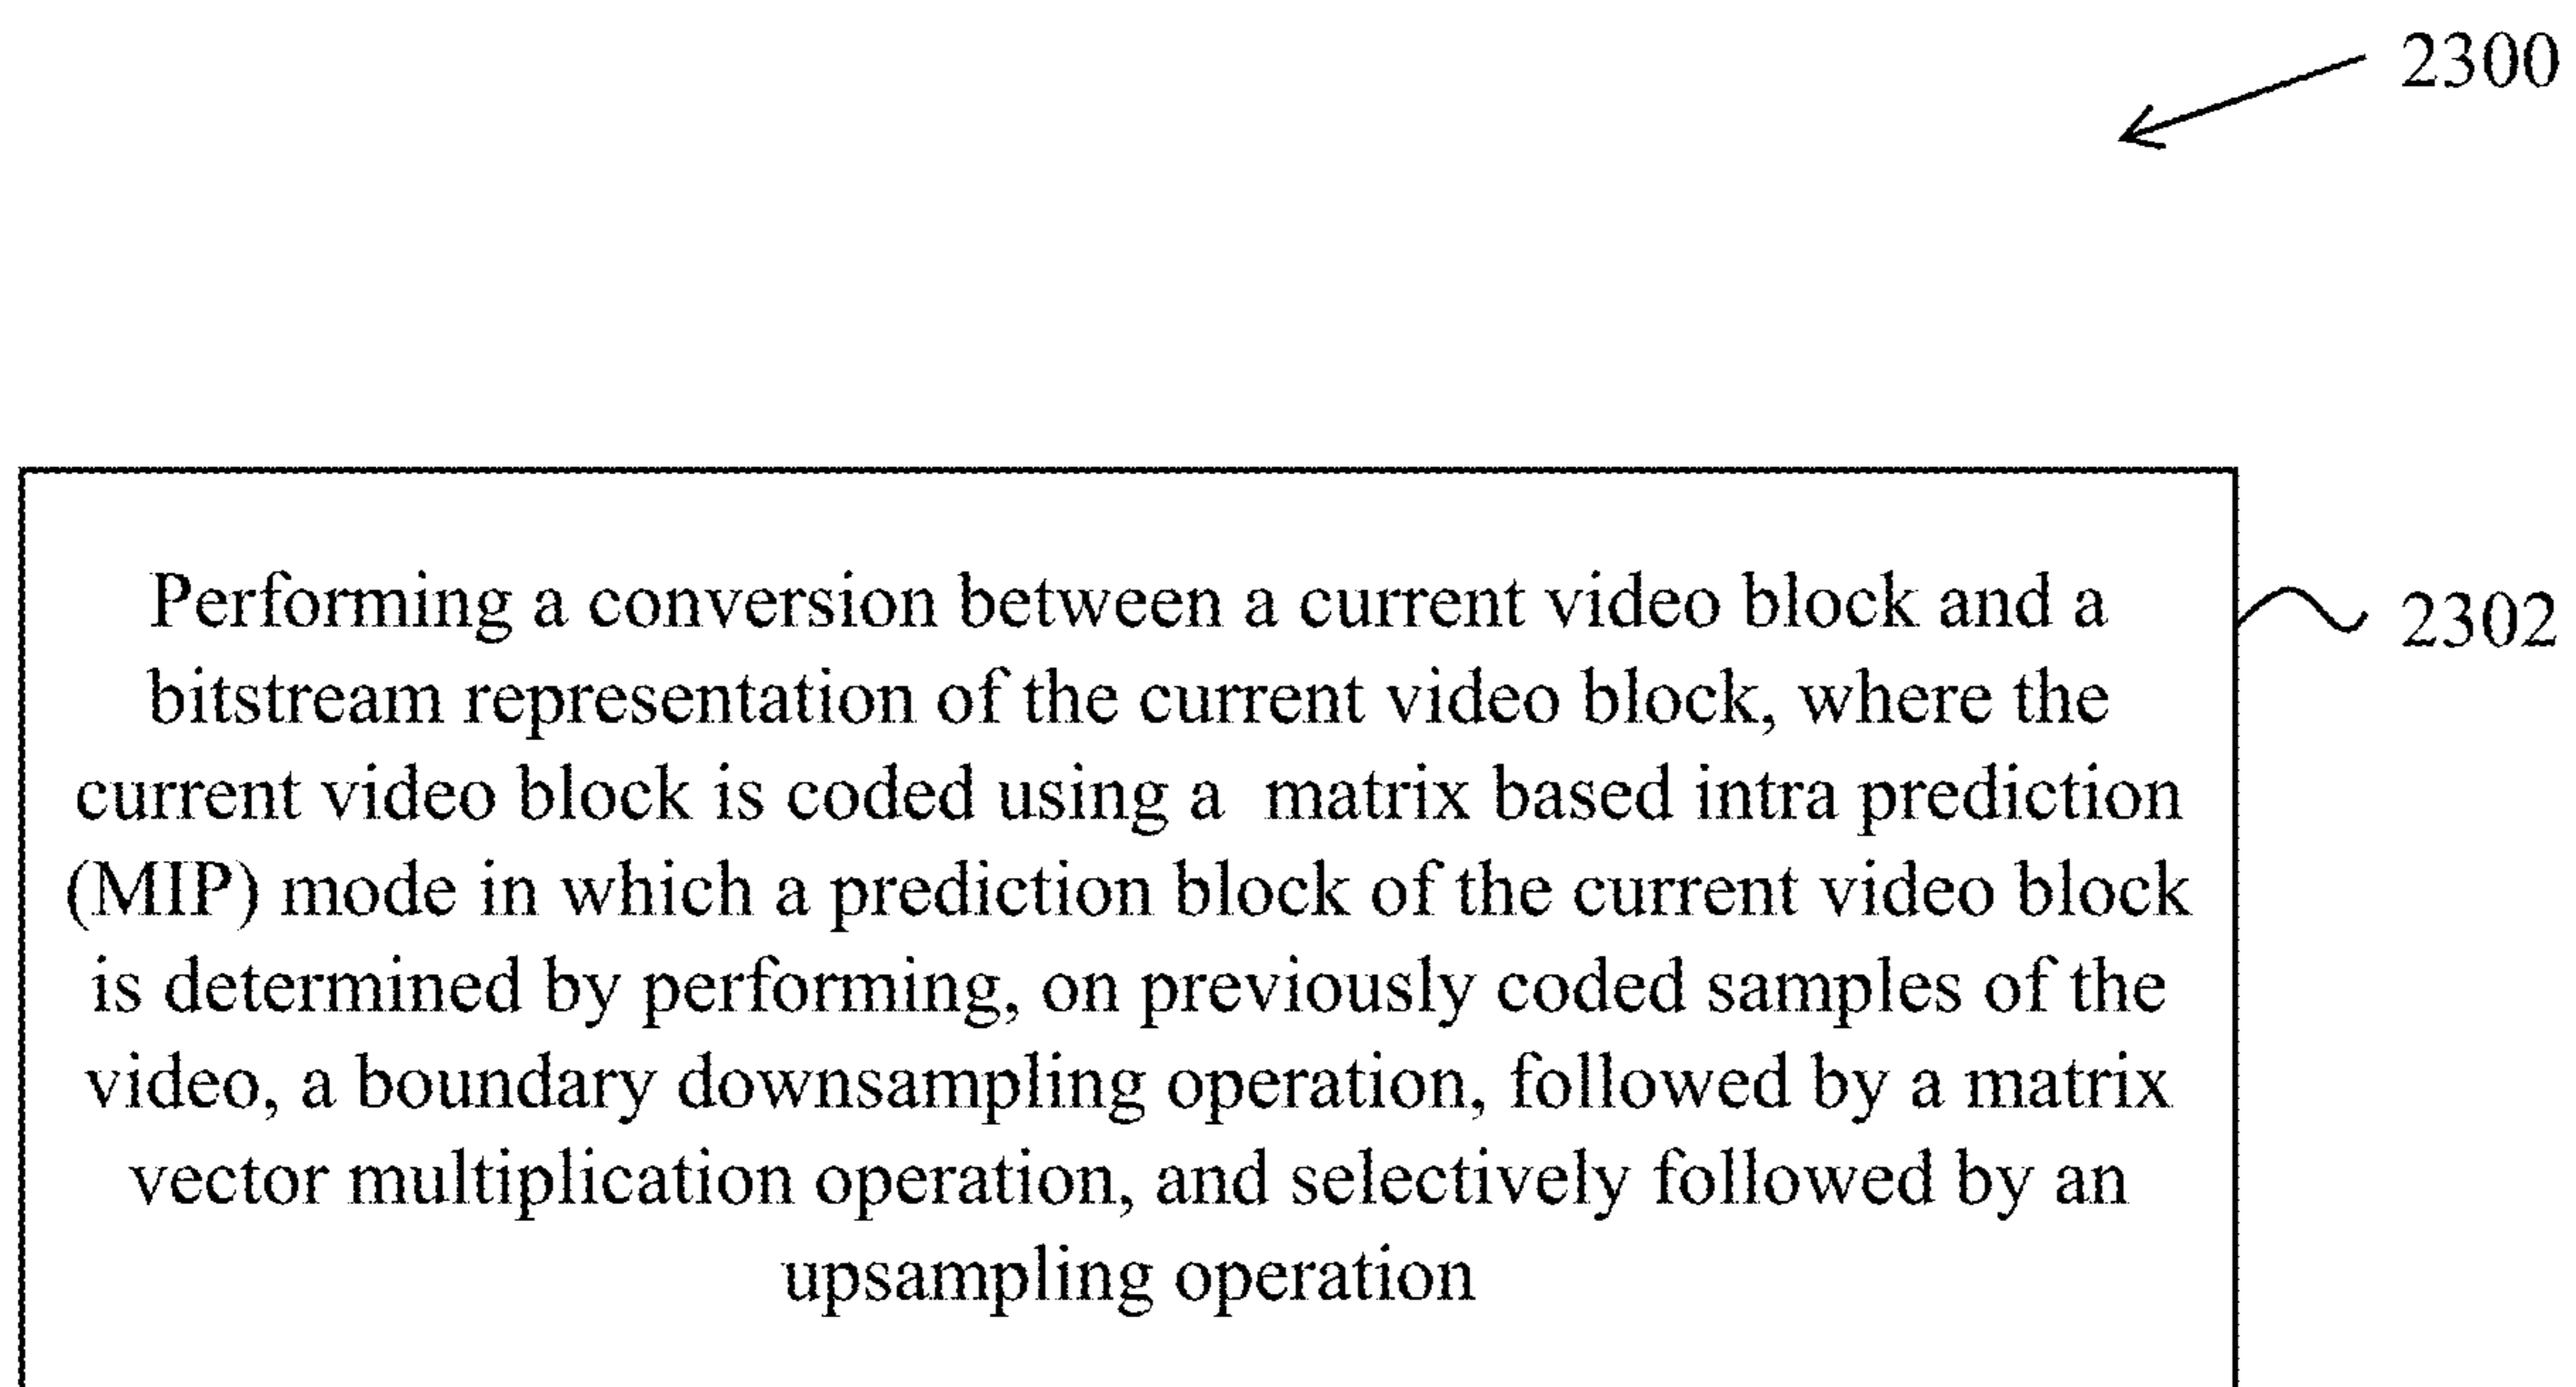 2300
Performing a conversion between a current video block and a
2302
bitstream representation of the current video block, where the
current video block is coded using a matrix based intra prediction
(MIP) mode in which a prediction block of the current video block
is determined by performing, on previously coded samples of the
video, a boundary downsampling operation, followed by a matrix
vector multiplication operation, and selectively followed by an
upsampling operation